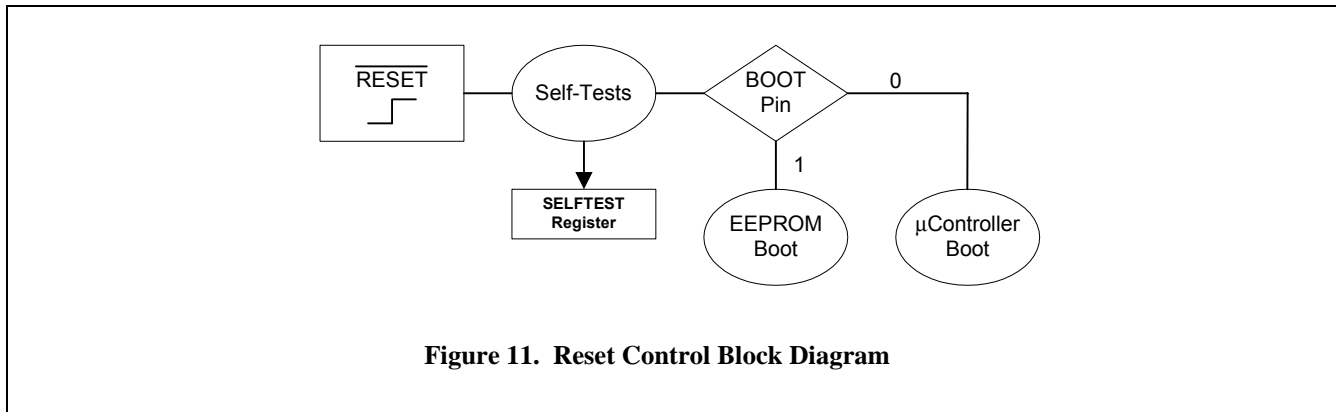 RESET
Self-Tests
BOOT
Pin
0
1
SELFTEST
Register
EEPROM
Boot
μController
Boot
Figure 11. Reset Control Block Diagram